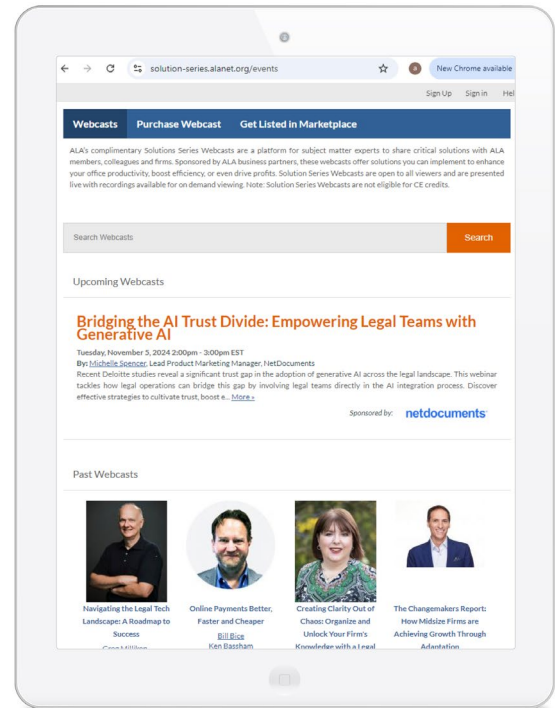 solution-series.alanet.org/events
a
New Chrome available
Sign Up Sign in Hel
Webcasts Purchase Webcast Get Listed in Marketplace
ALA's complimentary Solutions Series Webcasts are a platform for subject matter experts to share critical solutions with ALA
members, colleagues and firms. Sponsored by ALA business partners, these webcasts offer solutions you can implement to enhance
your office productivity, boost efficiency, or even drive profits. Solution Series Webcasts are open to all viewers and are presented
live with recordings available for on demand viewing. Note: Solution Series Webcasts are not eligible for CE credits.
Search Webcasts Search
Upcoming Webcasts
Bridging the AI Trust Divide: Empowering Legal Teams with
Generative AI
Tuesday, November 5, 2024 2:00pm - 3:00pm EST
By: Michelle Spencer, Lead Product Marketing Manager, NetDocuments
Recent Deloitte studies reveal a significant trust gap in the adoption of generative AI across the legal landscape. This webinar
tackles how legal operations can bridge this gap by involving legal teams directly in the AI integration process. Discover
effective strategies to cultivate trust, boost e... More »
Sponsored by: netdocuments
Past Webcasts
Navigating the Legal Tech
Landscape: A Roadmap to
Success
Greg Milliken
Online Payments Better,
Faster and Cheaper
Bill Bice
Ken Bassham
Creating Clarity Out of
Chaos: Organize and
Unlock Your Firm's
Knowledge with a Legal
The Changemakers Report:
How Midsize Firms are
Achieving Growth Through
Adaptation